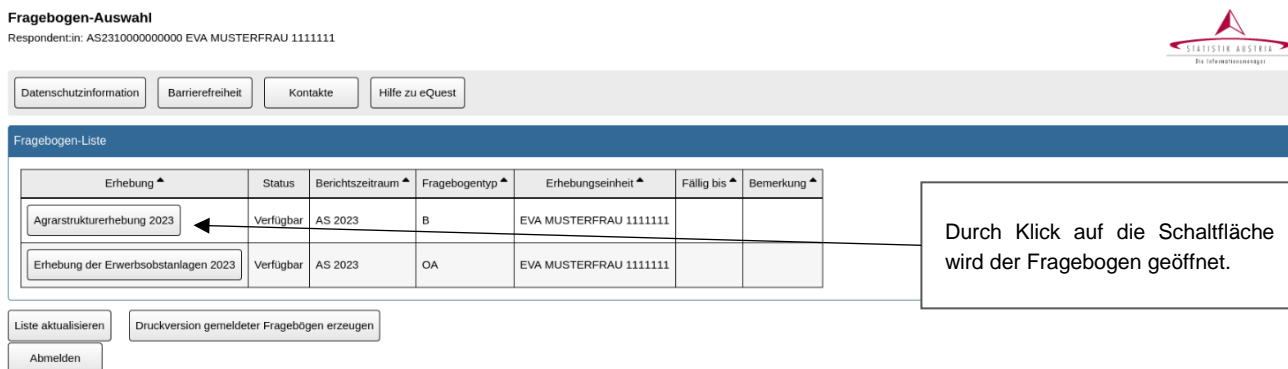 Fragebogen-Auswahl
Respondent:in: AS2310000000000 EVA MUSTERFRAU 1111111
STATISTIK AUSTRIA
Die Informationsmanager
Datenschutzinformation Barrierefreiheit Kontakte Hilfe zu eQuest
Fragebogen-Liste
Erhebung Status Berichtszeitraum Fragebogentyp Erhebungseinheit Fällig bis Bemerkung
Agrarstrukturerhebung 2023 Verfügbar AS 2023 B EVA MUSTERFRAU 1111111
Erhebung der Erwerbsobstanlagen 2023 Verfügbar AS 2023 OA EVA MUSTERFRAU 1111111
Durch Klick auf die Schaltfläche
wird der Fragebogen geöffnet.
Liste aktualisieren Druckversion gemeldeter Fragebögen erzeugen
Abmelden